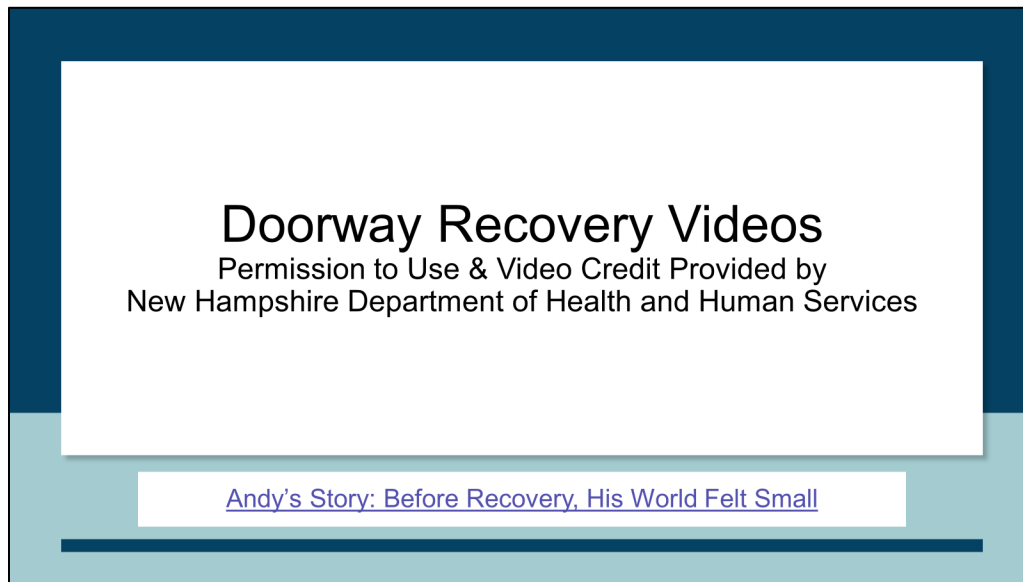 Doorway Recovery Videos
Permission to Use & Video Credit Provided by
New Hampshire Department of Health and Human Services
Andy’s Story: Before Recovery, His World Felt Small